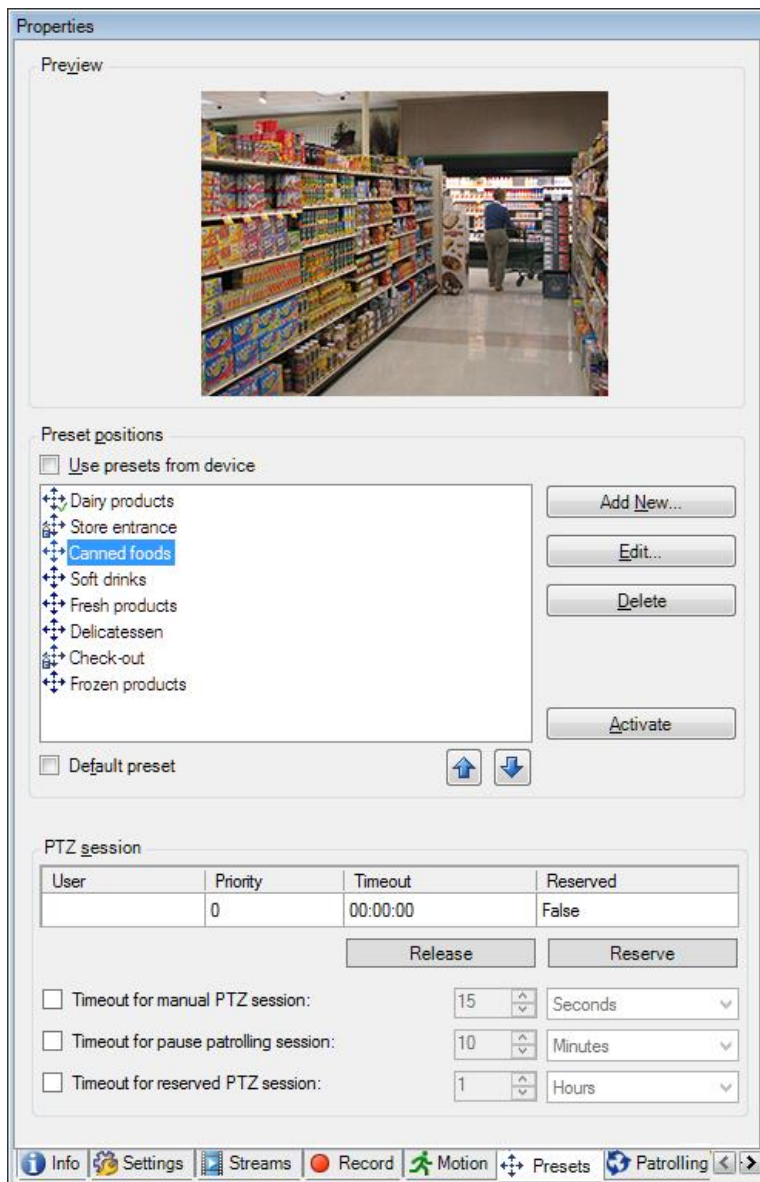 Properties
Preview
Preset positions
Use presets from device
Dairy products
Store entrance
Canned foods
Soft drinks
Fresh products
Delicatessen
Check-out
Frozen products
Add New...
Edit...
Delete
Activate
Default preset
PTZ session
User Priority Timeout Reserved
0 00:00:00 False
Release Reserve
Timeout for manual PTZ session: 15 Seconds
Timeout for pause patrolling session: 10 Minutes
Timeout for reserved PTZ session: 1 Hours
Info Settings Streams Record Motion Presets Patrolling